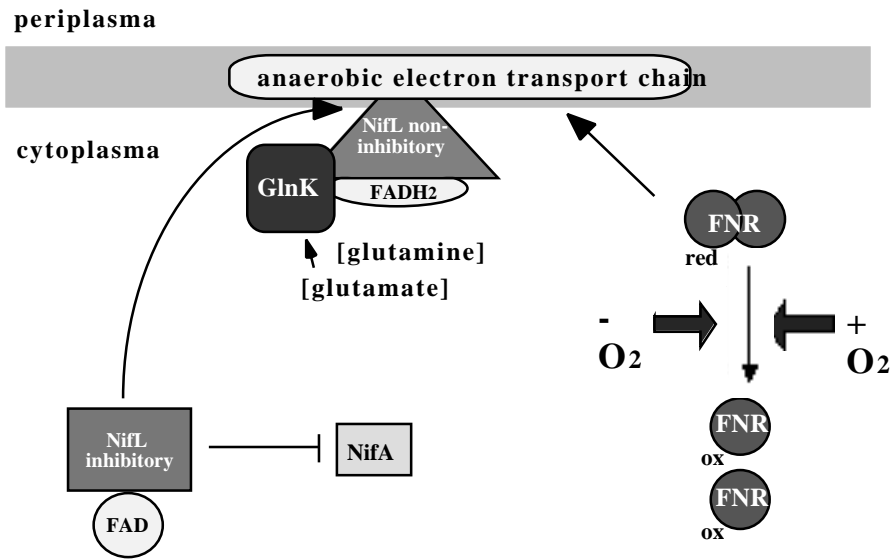 periplasma
anaerobic electron transport chain
cytoplasma
NifL non-
inhibitory
GlnK
FADH2
FNR
red
[glutamine]
[glutamate]
-
O2
+
O2
NifL
inhibitory
NifA
FAD
FNR
ox
FNR
ox